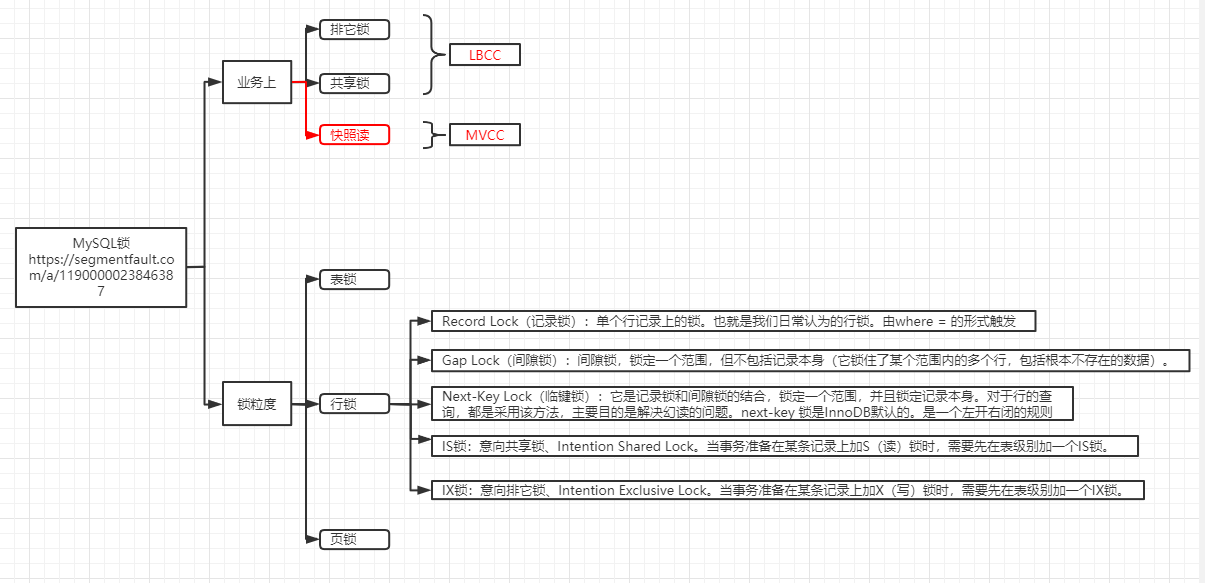 排它锁
LBCC
业务上
共享锁
快照读
MVCC
MySQL锁
https://segmentfault.co
m/a/119000002384638
7
表锁
Record Lock（记录锁）：单个行记录上的锁。也就是我们日常认为的行锁。由where = 的形式触发
Gap Lock（间隙锁）：间隙锁，锁定一个范围，但不包括记录本身（它锁住了某个范围内的多个行，包括根本不存在的数据）。
锁粒度
行锁
Next-Key Lock（临键锁）：它是记录锁和间隙锁的结合，锁定一个范围，并且锁定记录本身。对于行的查
询，都是采用该方法，主要目的是解决幻读的问题。next-key 锁是InnoDB默认的。是一个左开右闭的规则
IS锁：意向共享锁、Intention Shared Lock。当事务准备在某条记录上加S（读）锁时，需要先在表级别加一个IS锁。
IX锁：意向排它锁、Intention Exclusive Lock。当事务准备在某条记录上加X（写）锁时，需要先在表级别加一个IX锁。
页锁